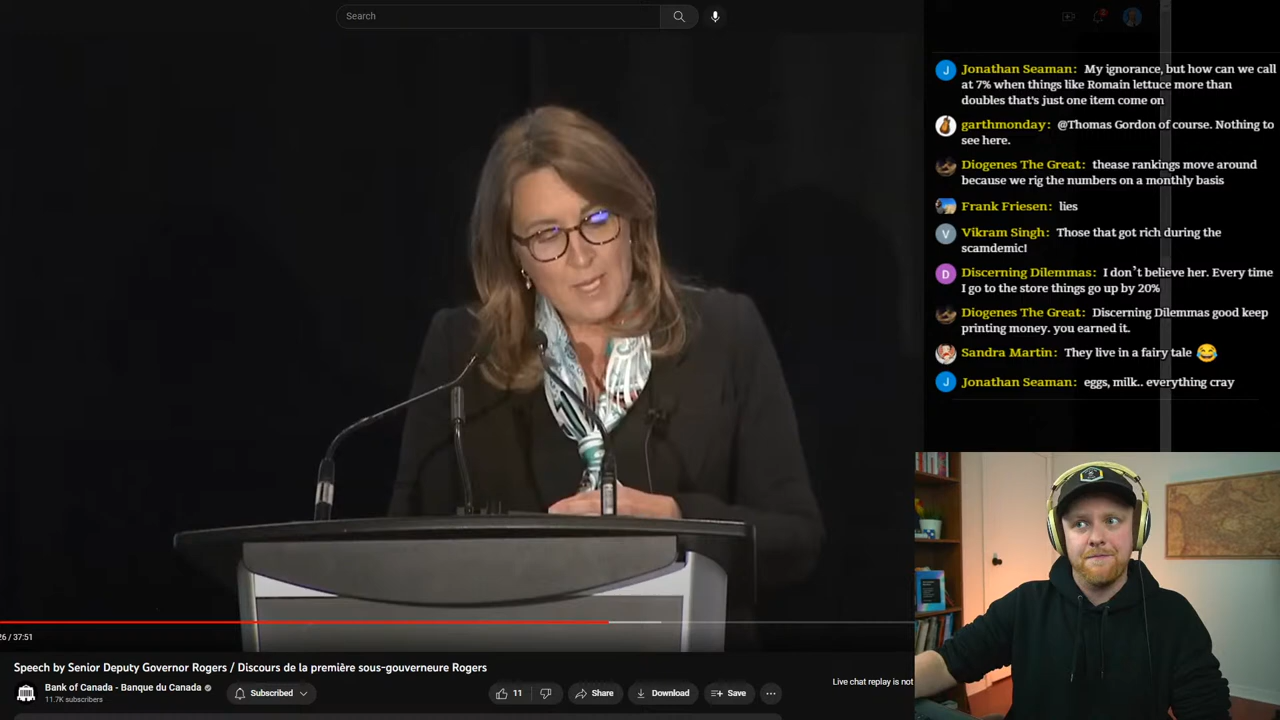 Search
Jonathan Seaman: My ignorance, but how can we call
at 7% when things like Romain lettuce more than
doubles that's just one item come on
garthmonday: @Thomas Gordon of course. Nothing to
see here.
Diogenes The Great: thease rankings move around
because we rig the numbers on a monthly basis
Frank Friesen: lies
Vikram Singh: Those that got rich during the
scamdemic!
Discerning Dilemmas: I don't believe her. Every time
I go to the store things go up by 20%
Diogenes The Great: Discerning Dilemmas good keep
printing money. you earned it.
Sandra Martin: They live in a fairy tale 😂
Jonathan Seaman: eggs, milk.. everything cray
26 / 37:51
Speech by Senior Deputy Governor Rogers / Discours de la première sous-gouverneure Rogers
Bank of Canada - Banque du Canada
11.7K subscribers
Subscribed
11
Share
Download
Save
Live chat replay is not